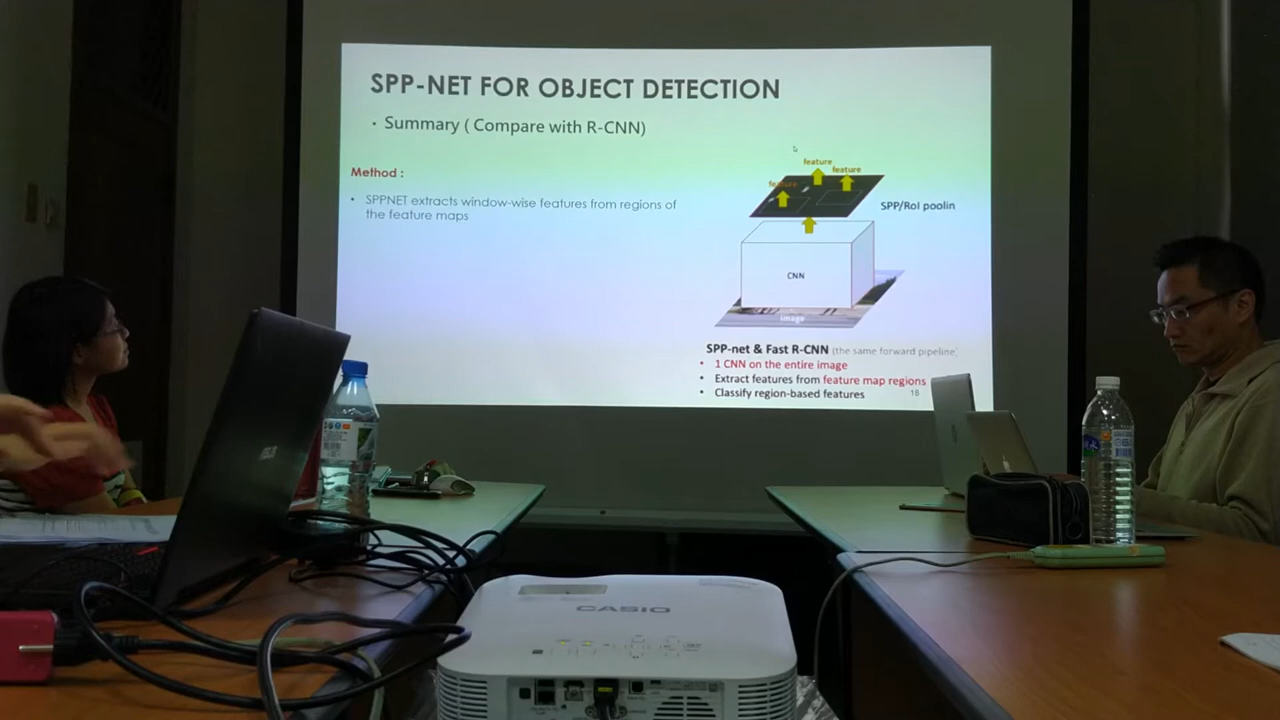 SPP-NET FOR OBJECT DETECTION
• Summary ( Compare with R-CNN)
Method :
• SPPNET extracts window-wise features from regions of
the feature maps
feature
feature
feature
SPP/RoI poolin
CNN
image
SPP-net & Fast R-CNN (the same forward pipeline)
• 1 CNN on the entire image
• Extract features from feature map regions
• Classify region-based features
18
ASUS
CASIO